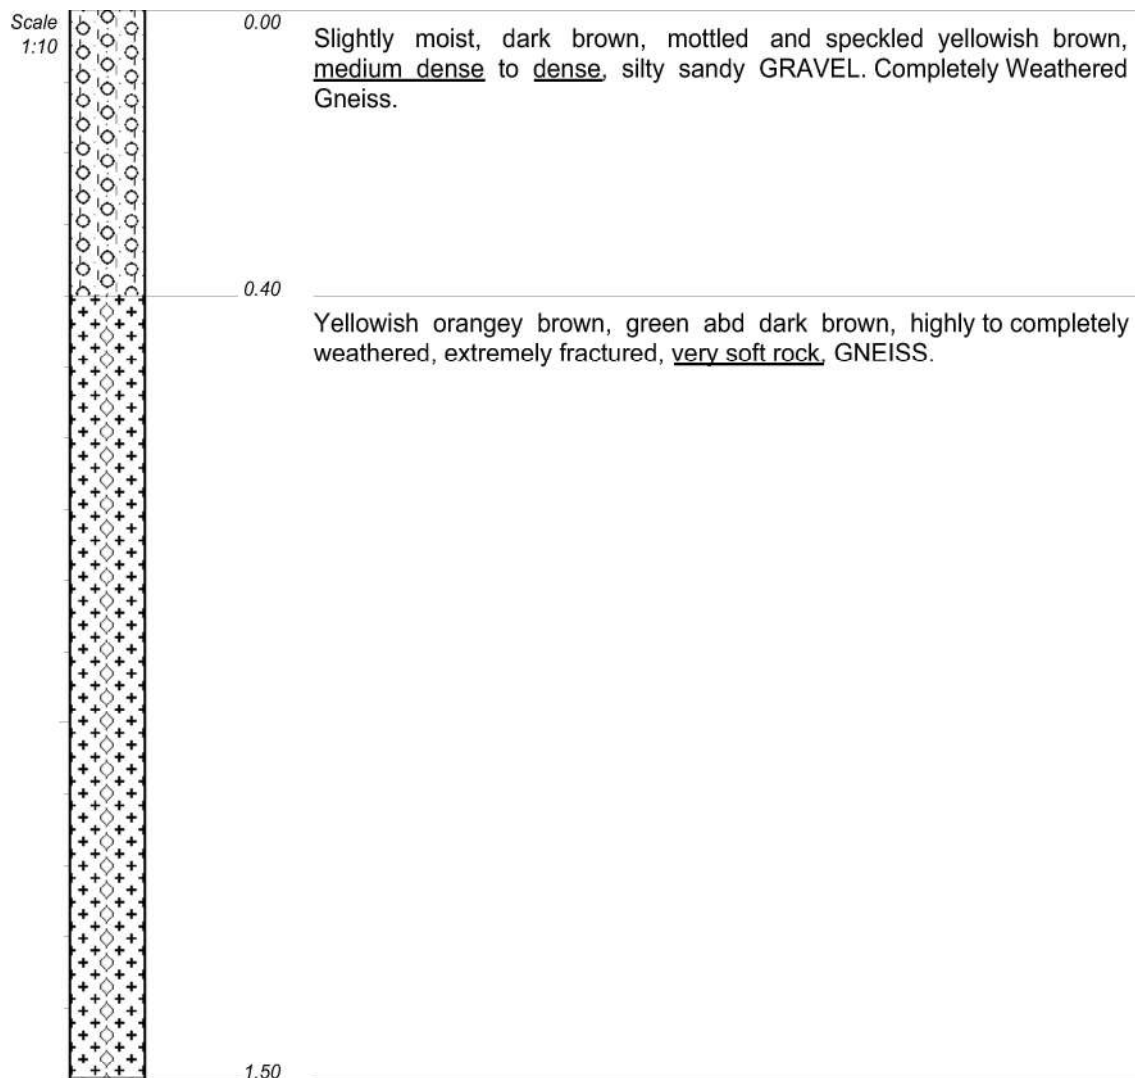 Scale
1:10
0.00
Slightly moist, dark brown, mottled and speckled yellowish brown,
medium dense to dense, silty sandy GRAVEL. Completely Weathered
Gneiss.
0.40
Yellowish orangey brown, green abd dark brown, highly to completely
weathered, extremely fractured, very soft rock, GNEISS.
1.50